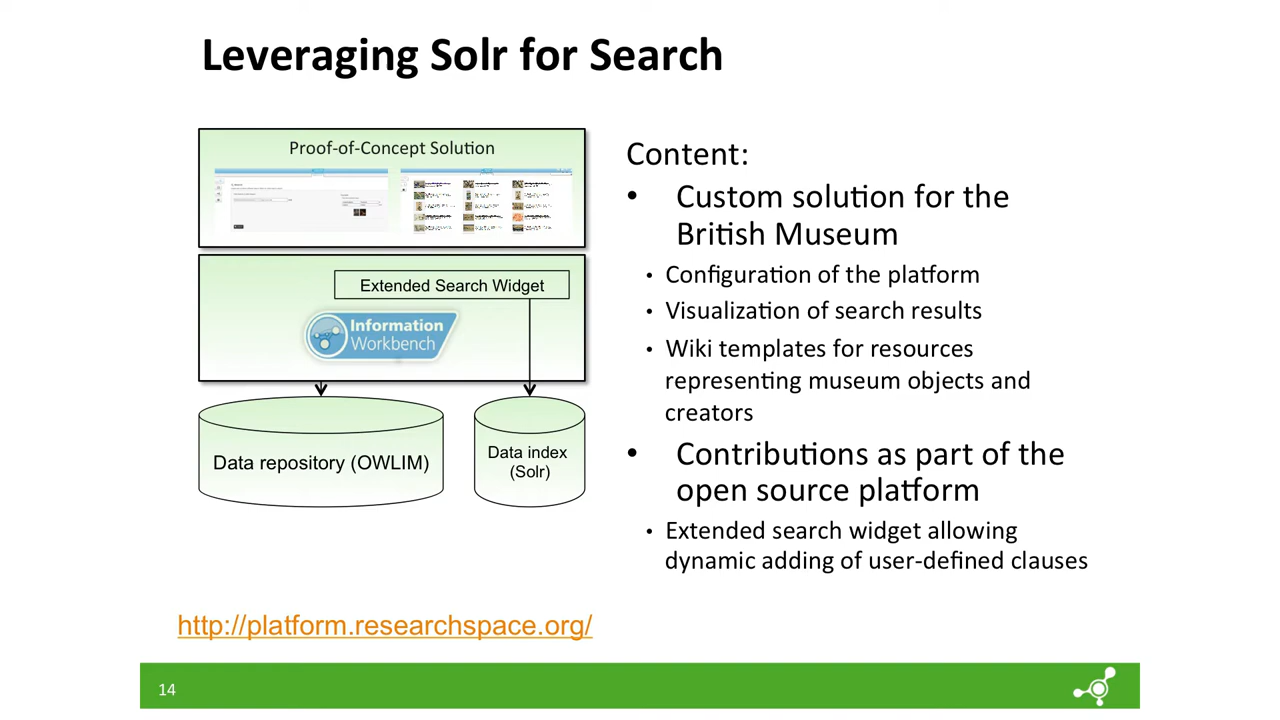 Leveraging Solr for Search
Proof-of-Concept Solution
Extended Search Widget
Information
Workbench
Data repository (OWLIM)
Data index
(Solr)
Content:
• Custom solution for the
British Museum
• Configuration of the platform
• Visualization of search results
• Wiki templates for resources
representing museum objects and
creators
• Contributions as part of the
open source platform
• Extended search widget allowing
dynamic adding of user-defined clauses
http://platform.researchspace.org/
14